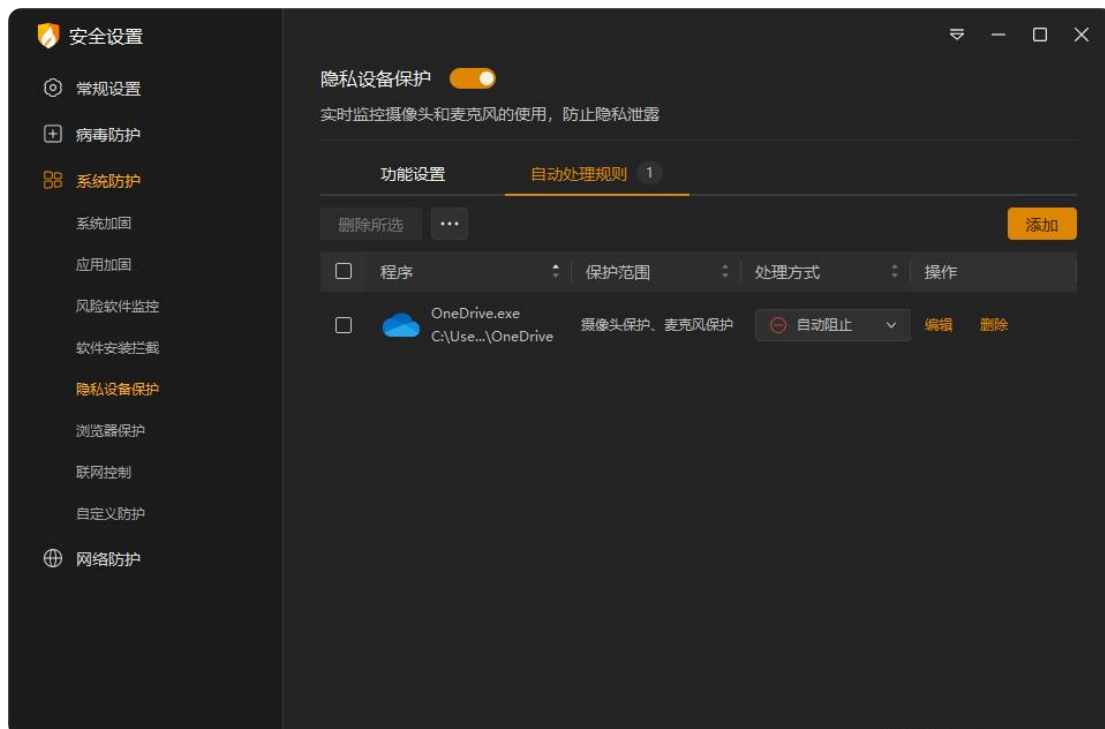 安全设置
常规设置
病毒防护
系统防护
系统加固
应用加固
风险软件监控
软件安装拦截
隐私设备保护
浏览器保护
联网控制
自定义防护
网络防护
隐私设备保护
实时监控摄像头和麦克风的使用，防止隐私泄露
功能设置 自动处理规则 1
删除所选 ··· 添加
程序 保护范围 处理方式 操作
OneDrive.exe
C:\Use...\OneDrive
摄像头保护、麦克风保护 自动阻止 编辑 删除